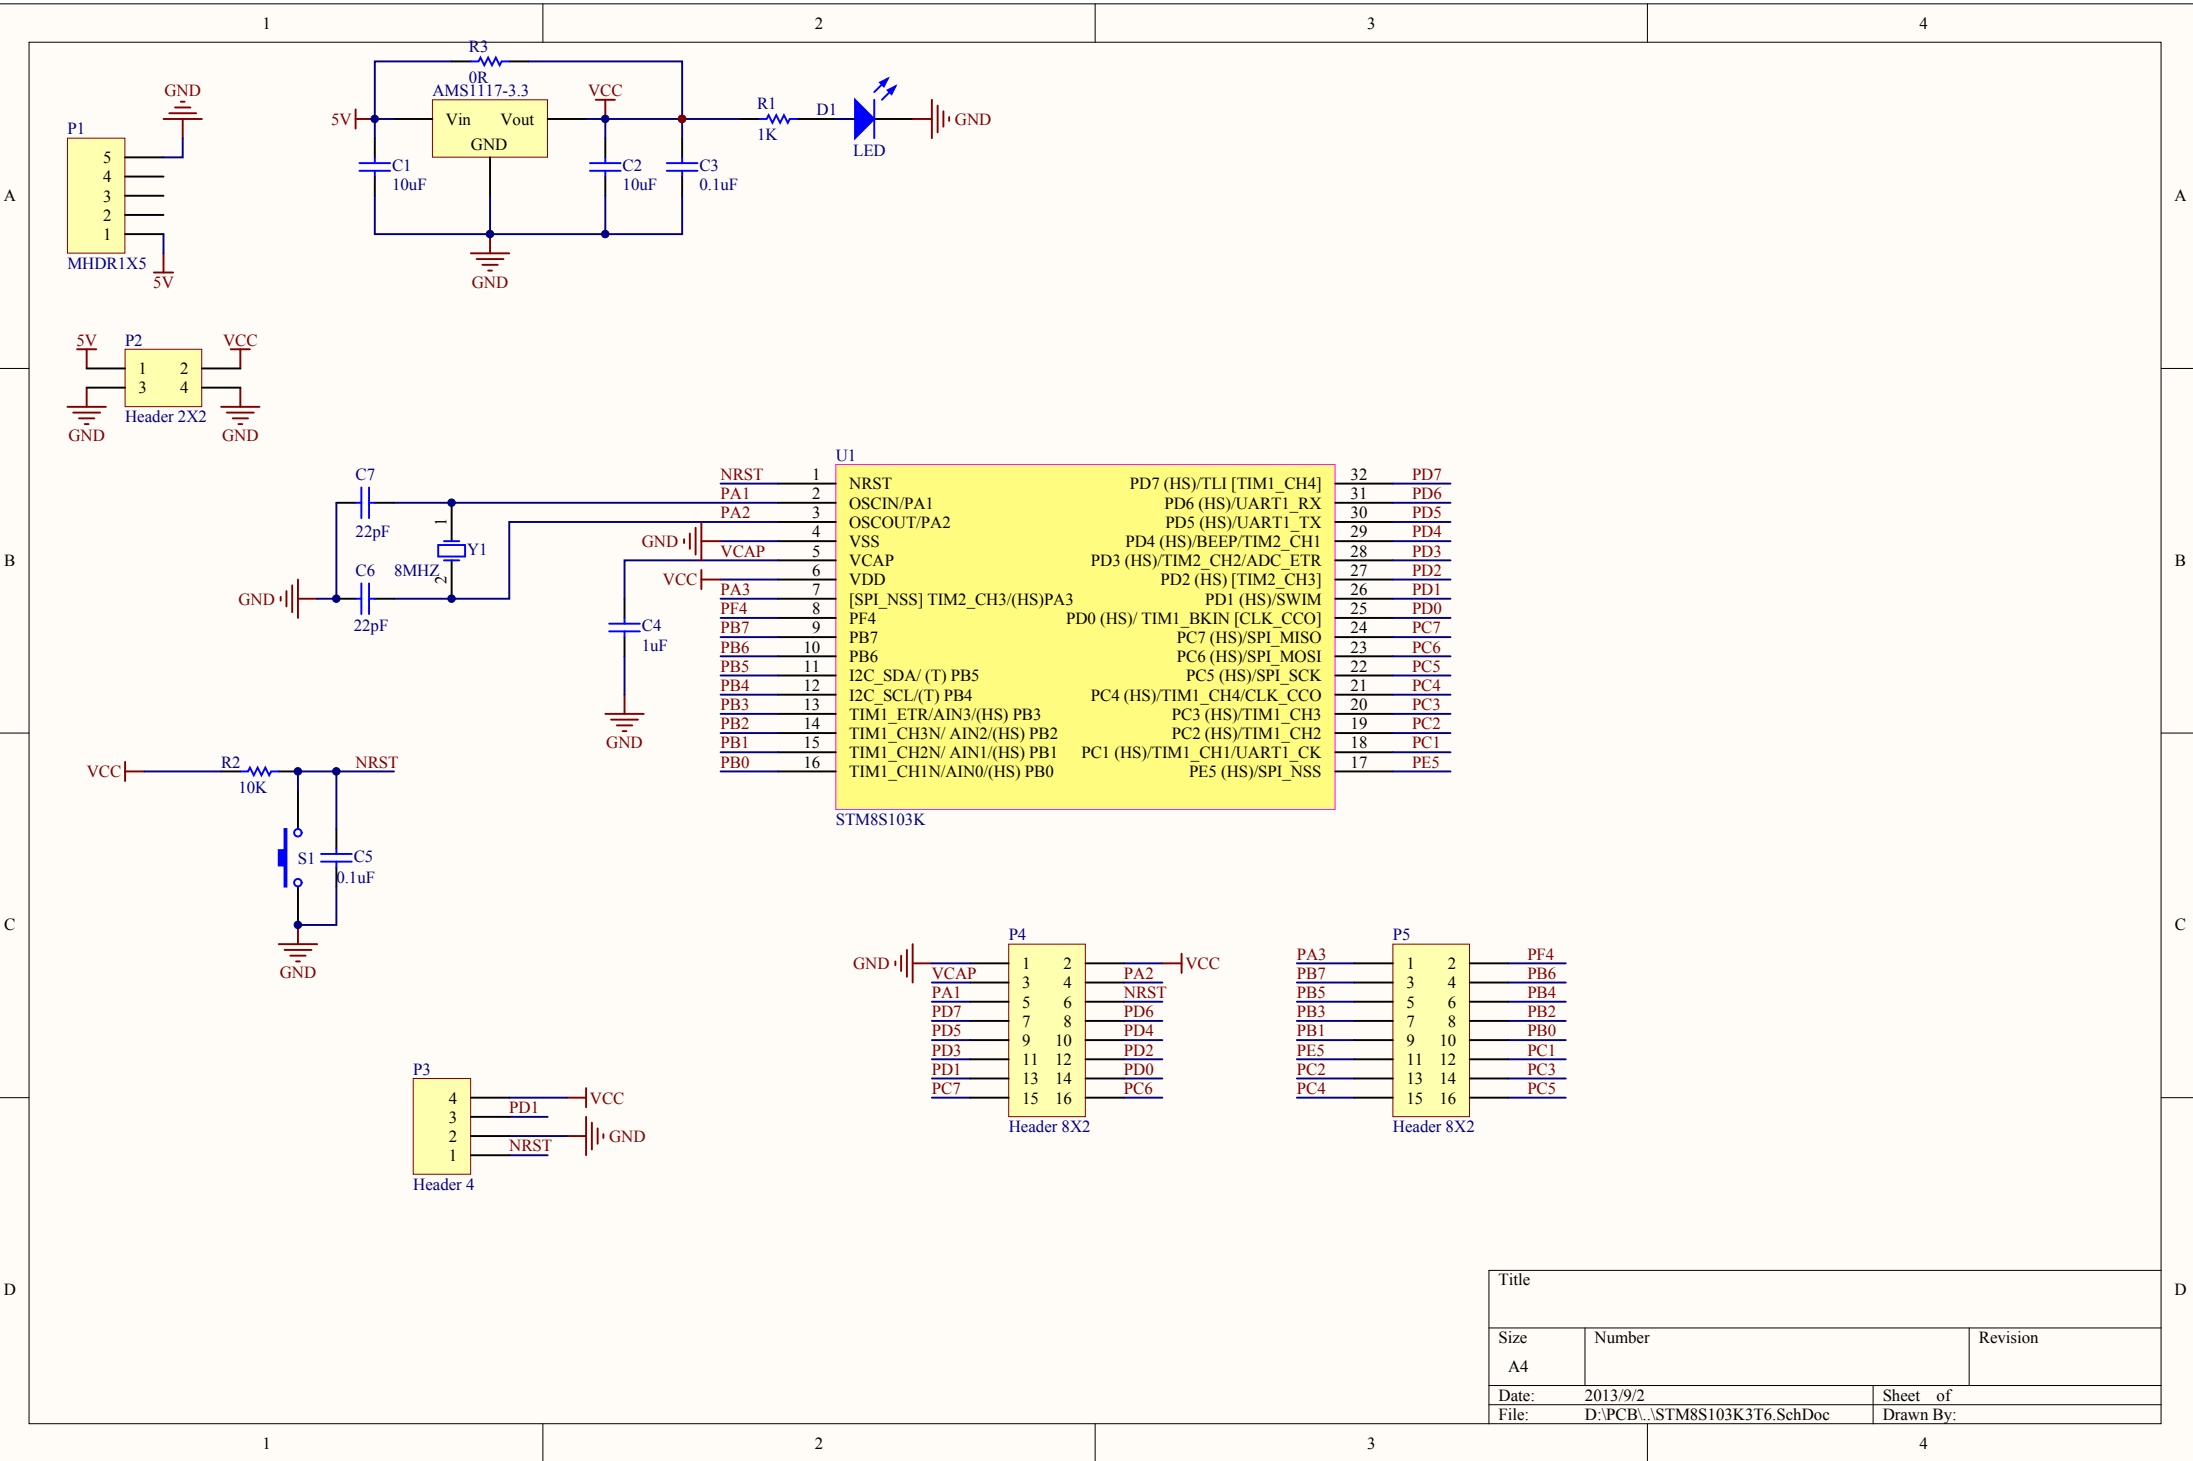 1 2 3 4
A
B
C
D
A
B
C
D
1 2 3 4
GND
P1
5
4
3
2
1
MHDR1X5
5V
R3
0R
AMS1117-3.3
5V
Vin Vout
GND
VCC
C1
10uF
C2
10uF
C3
0.1uF
GND
R1
1K
D1
LED
GND
5V P2 VCC
1 2
3 4
Header 2X2
GND GND
C7
22pF
1
Y1
8MHZ
2
GND
C6
22pF
GND
VCC
C4
1uF
GND
U1
NRST 1 NRST PD7 (HS)/TLI [TIM1_CH4] 32 PD7
PA1 2 OSCIN/PA1 PD6 (HS)/UART1_RX 31 PD6
PA2 3 OSCOUT/PA2 PD5 (HS)/UART1_TX 30 PD5
4 VSS PD4 (HS)/BEEP/TIM2_CH1 29 PD4
VCAP 5 VCAP PD3 (HS)/TIM2_CH2/ADC_ETR 28 PD3
6 VDD PD2 (HS) [TIM2_CH3] 27 PD2
PA3 7 [SPI_NSS] TIM2_CH3/(HS)PA3 PD1 (HS)/SWIM 26 PD1
PF4 8 PF4 PD0 (HS)/ TIM1_BKIN [CLK_CCO] 25 PD0
PB7 9 PB7 PC7 (HS)/SPI_MISO 24 PC7
PB6 10 PB6 PC6 (HS)/SPI_MOSI 23 PC6
PB5 11 I2C_SDA/ (T) PB5 PC5 (HS)/SPI_SCK 22 PC5
PB4 12 I2C_SCL/(T) PB4 PC4 (HS)/TIM1_CH4/CLK_CCO 21 PC4
PB3 13 TIM1_ETR/AIN3/(HS) PB3 PC3 (HS)/TIM1_CH3 20 PC3
PB2 14 TIM1_CH3N/ AIN2/(HS) PB2 PC2 (HS)/TIM1_CH2 19 PC2
PB1 15 TIM1_CH2N/ AIN1/(HS) PB1 PC1 (HS)/TIM1_CH1/UART1_CK 18 PC1
PB0 16 TIM1_CH1N/AIN0/(HS) PB0 PE5 (HS)/SPI_NSS 17 PE5
STM8S103K
VCC R2 NRST
10K
S1 C5
0.1uF
GND
P4
GND 1 2 VCC
VCAP 3 4 PA2
PA1 5 6 NRST
PD7 7 8 PD6
PD5 9 10 PD4
PD3 11 12 PD2
PD1 13 14 PD0
PC7 15 16 PC6
Header 8X2
P5
PA3 1 2 PF4
PB7 3 4 PB6
PB5 5 6 PB4
PB3 7 8 PB2
PB1 9 10 PB0
PE5 11 12 PC1
PC2 13 14 PC3
PC4 15 16 PC5
Header 8X2
P3
4 VCC
3 PD1
2 GND
1 NRST
Header 4
Title
Size Number Revision
A4
Date: 2013/9/2 Sheet of
File: D:\PCB\..\STM8S103K3T6.SchDoc Drawn By: